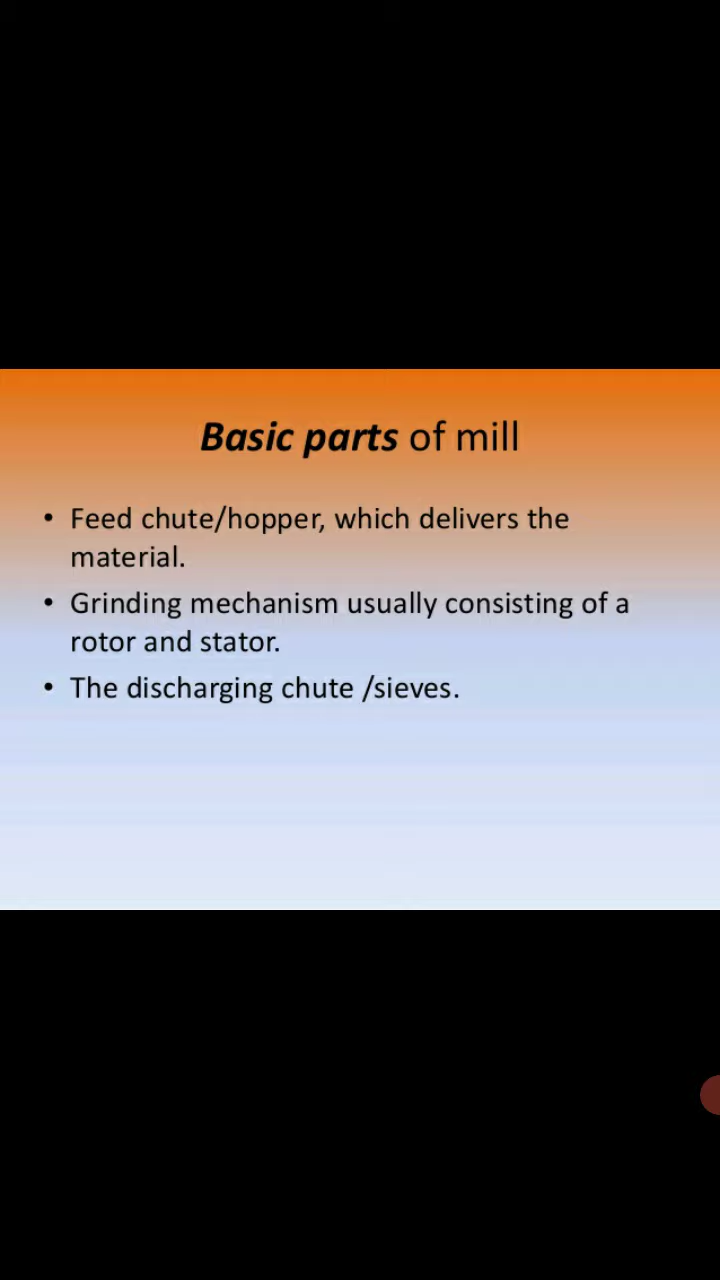 Basic parts of mill
• Feed chute/hopper, which delivers the
material.
• Grinding mechanism usually consisting of a
rotor and stator.
• The discharging chute /sieves.